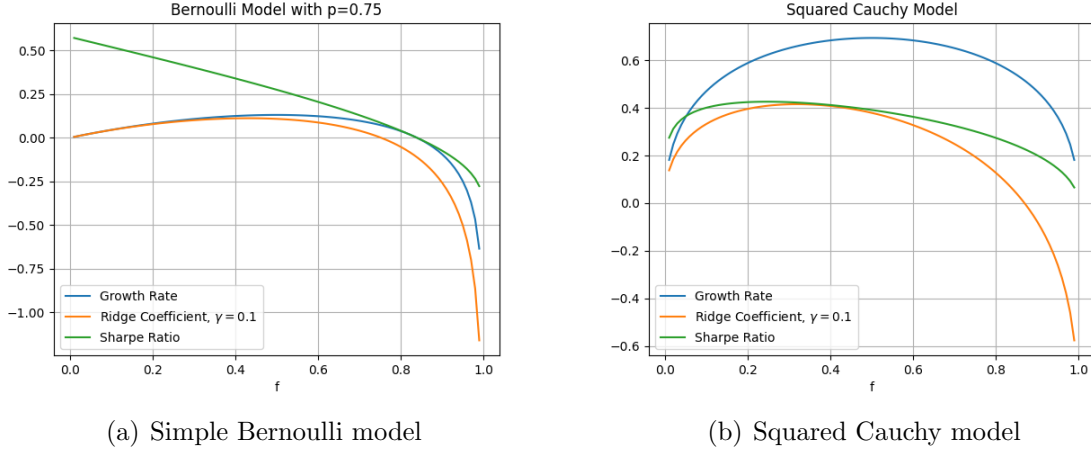 Bernoulli Model with p=0.75
0.50
0.25
0.00
−0.25
−0.50
−0.75
−1.00
Growth Rate
Ridge Coefficient, γ = 0.1
Sharpe Ratio
0.0 0.2 0.4 0.6 0.8 1.0
f
(a) Simple Bernoulli model
Squared Cauchy Model
0.6
0.4
0.2
0.0
−0.2
−0.4
−0.6
Growth Rate
Ridge Coefficient, γ = 0.1
Sharpe Ratio
0.0 0.2 0.4 0.6 0.8 1.0
f
(b) Squared Cauchy model